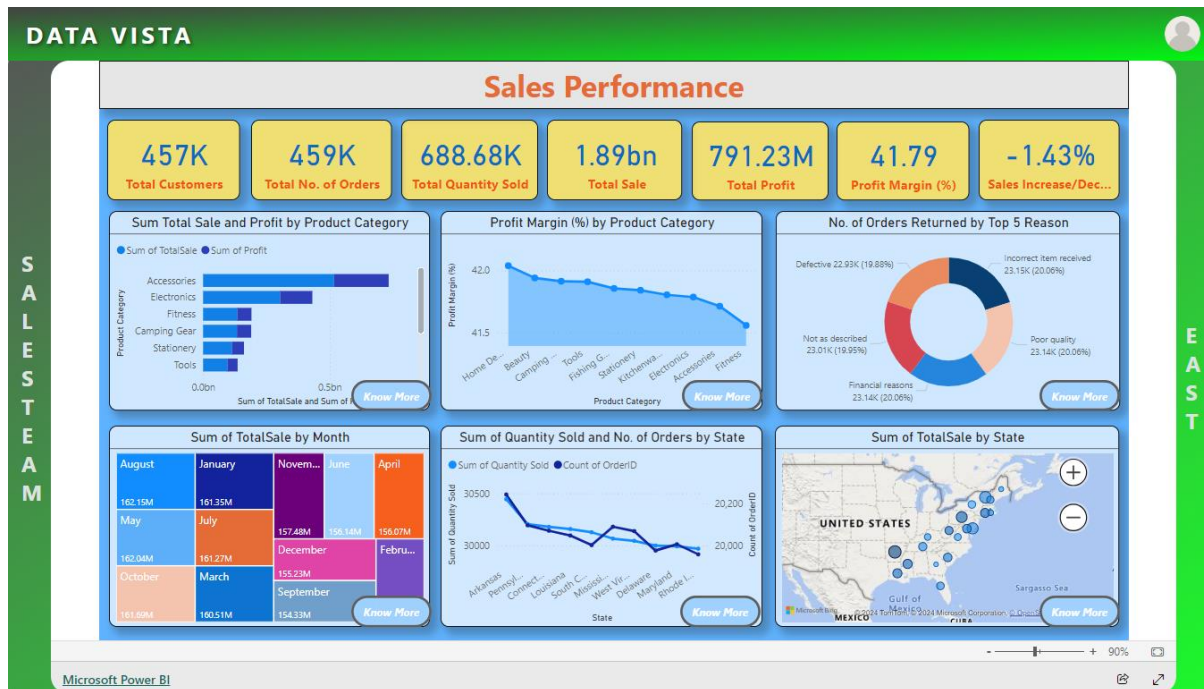 DATA VISTA
SALES TEAM
EAST
Sales Performance
457K
Total Customers
459K
Total No. of Orders
688.68K
Total Quantity Sold
1.89bn
Total Sale
791.23M
Total Profit
41.79
Profit Margin (%)
-1.43%
Sales Increase/Dec...
Sum Total Sale and Profit by Product Category
Sum of TotalSale Sum of Profit
Product Category
Accessories
Electronics
Fitness
Camping Gear
Stationery
Tools
0.0bn 0.5bn
Sum of TotalSale and Sum of
Know More
Profit Margin (%) by Product Category
Profit Margin (%)
42.0
41.5
Home De... Beauty Camping ... Tools Fishing G... Stationery Kitchenwa... Electronics Accessories Fitness
Product Category
Know More
No. of Orders Returned by Top 5 Reason
Defective 22.93K (19.88%)
Incorrect item received
23.15K (20.06%)
Not as described
23.01K (19.95%)
Poor quality
23.14K (20.06%)
Financial reasons
23.14K (20.06%)
Know More
Sum of TotalSale by Month
August
162.15M
May
162.04M
October
161.69M
January
161.35M
July
161.27M
March
160.51M
Novem...
157.48M
June
156.14M
April
156.07M
December
155.23M
Febru...
September
154.33M
Know More
Sum of Quantity Sold and No. of Orders by State
Sum of Quantity Sold Count of OrderID
Sum of Quantity Sold
30500
30000
20,200
20,000
Count of OrderID
Arkansas Pennsyl... Connect... Louisiana South C... Mississi... West Vir... Delaware Maryland Rhode I...
State
Know More
Sum of TotalSale by State
UNITED STATES
Gulf of
Mexico
MEXICO
CUBA
Sargasso Sea
Microsoft Bing
© 2024 TomTom, © 2024 Microsoft Corporation,
Know More
- + 90%
Microsoft Power BI